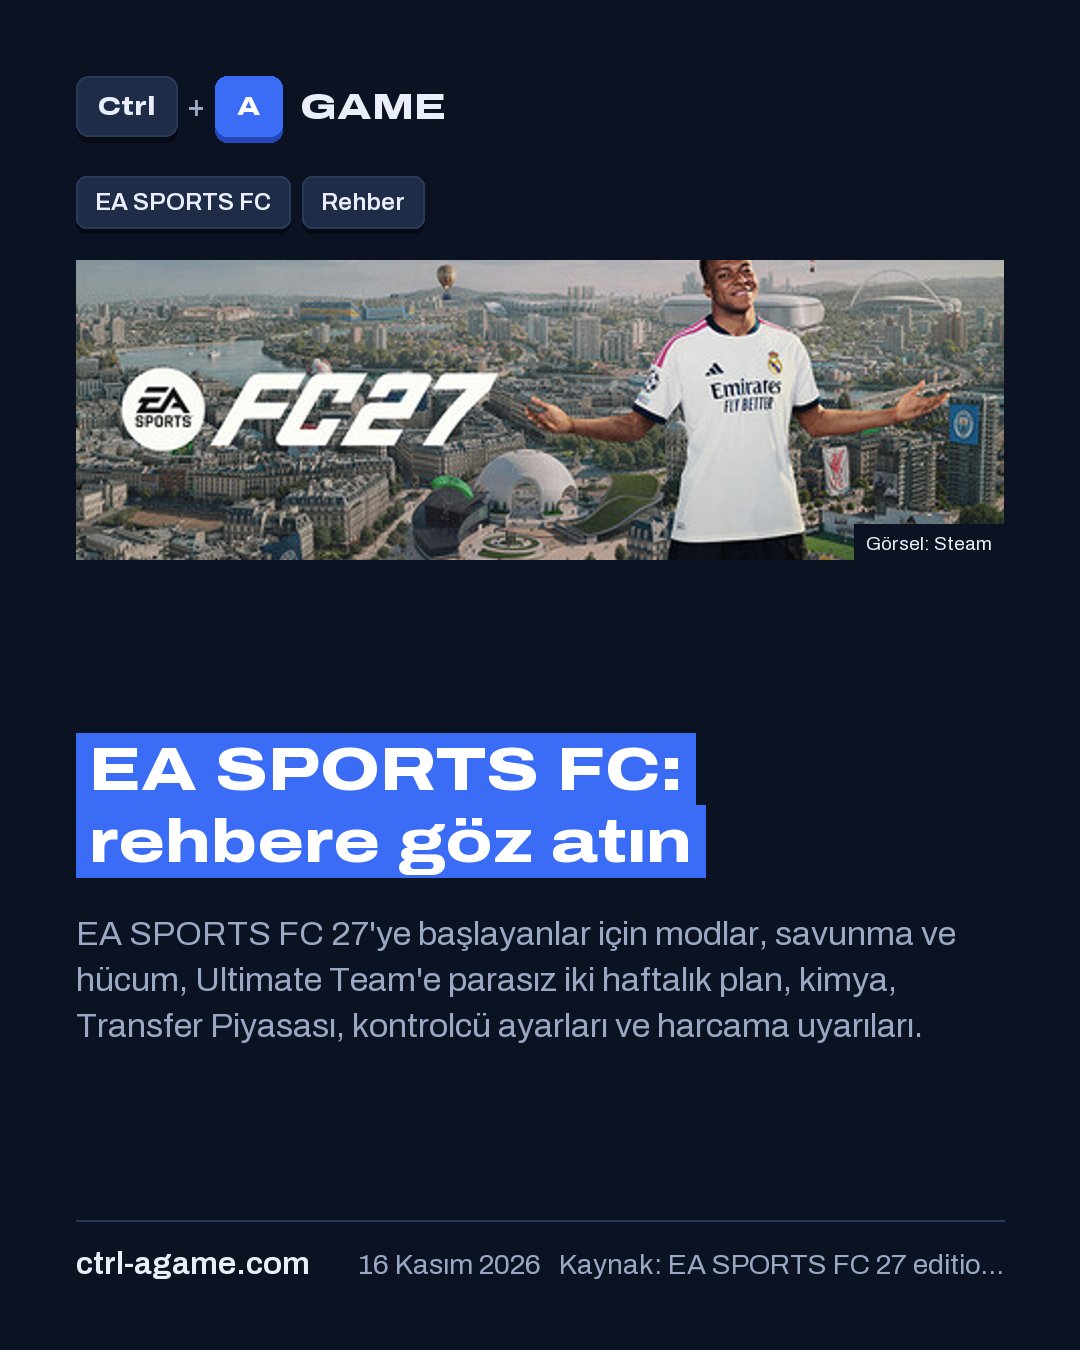 Ctrl + A GAME
EA SPORTS FC Rehber
EA SPORTS FC27
Emirates
FLY BETTER
Görsel: Steam
EA SPORTS FC:
rehbere göz atın
EA SPORTS FC 27'ye başlayanlar için modlar, savunma ve
hücum, Ultimate Team'e parasız iki haftalık plan, kimya,
Transfer Piyasası, kontrolcü ayarları ve harcama uyarıları.
ctrl-agame.com 16 Kasım 2026 Kaynak: EA SPORTS FC 27 editio...